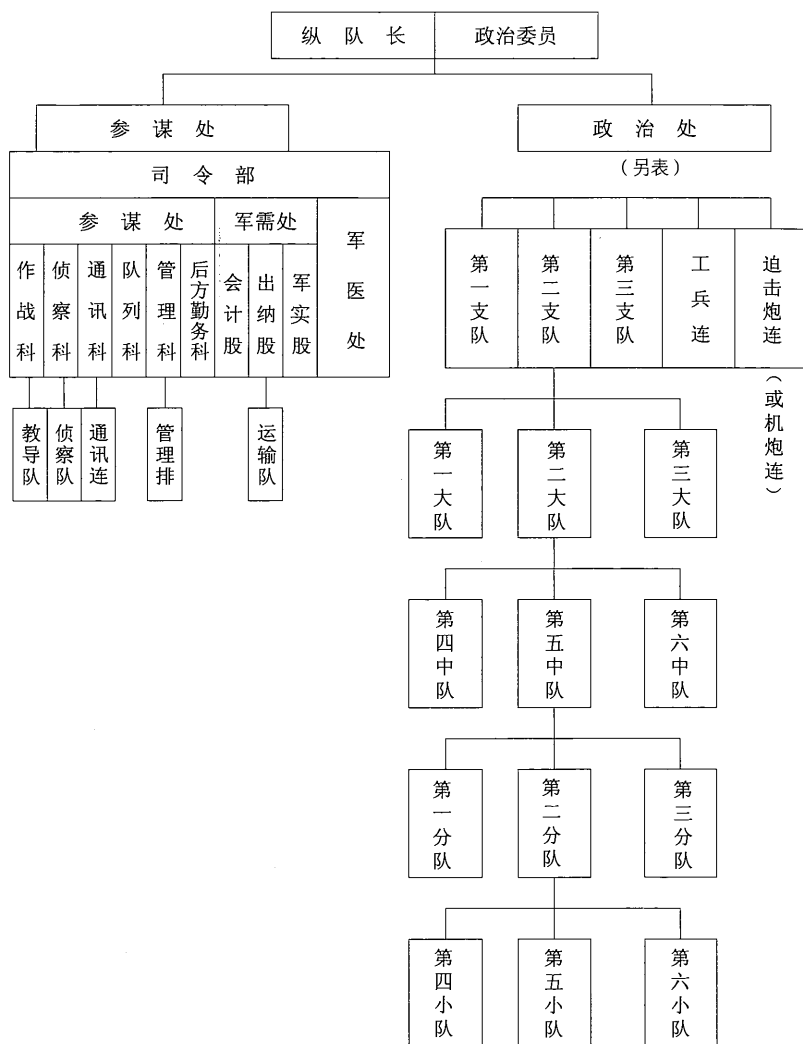 纵队长 政治委员
参谋处
政治处
(另表)
司令部
参谋处 军需处 军医处
作战科 侦察科 通讯科 队列科 管理科 后方勤务科 会计股 出纳股 军实股
教导队 侦察队 通讯连 管理排 运输队
第一支队 第二支队 第三支队 工兵连 迫击炮连
(或机炮连)
第一大队 第二大队 第三大队
第四中队 第五中队 第六中队
第一分队 第二分队 第三分队
第四小队 第五小队 第六小队